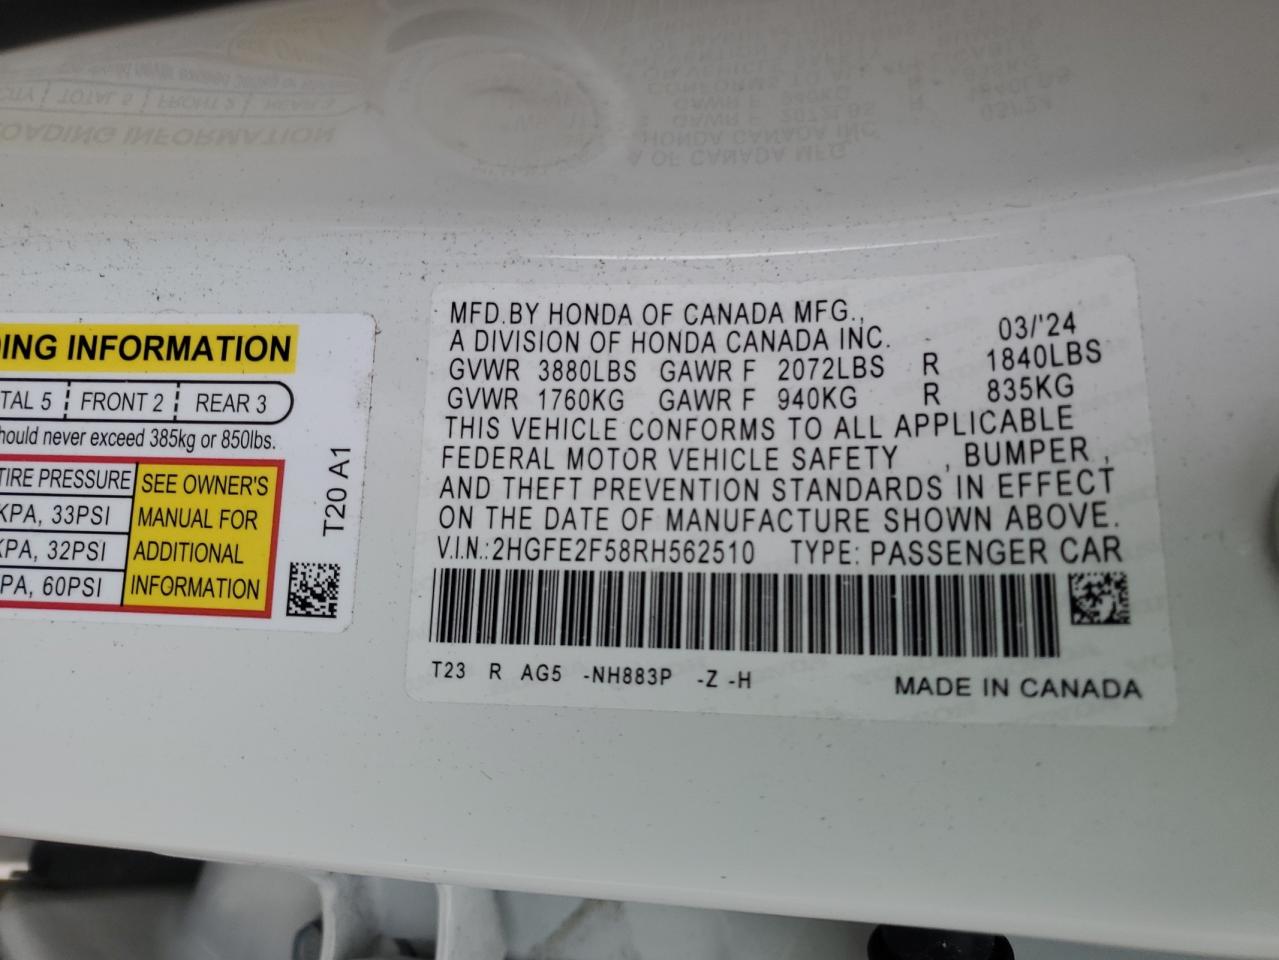 ING INFORMATION
TAL 5 FRONT 2 REAR 3
hould never exceed 385kg or 850lbs.
TIRE PRESSURE
KPA, 33PSI
KPA, 32PSI
PA, 60PSI
SEE OWNER'S
MANUAL FOR
ADDITIONAL
INFORMATION
T20 A1
MFD.BY HONDA OF CANADA MFG.,
A DIVISION OF HONDA CANADA INC. 03/'24
GVWR 3880LBS GAWR F 2072LBS R 1840LBS
GVWR 1760KG GAWR F 940KG R 835KG
THIS VEHICLE CONFORMS TO ALL APPLICABLE
FEDERAL MOTOR VEHICLE SAFETY , BUMPER ,
AND THEFT PREVENTION STANDARDS IN EFFECT
ON THE DATE OF MANUFACTURE SHOWN ABOVE.
V.I.N.:2HGFE2F58RH562510 TYPE: PASSENGER CAR
T23 R AG5 -NH883P -Z -H
MADE IN CANADA